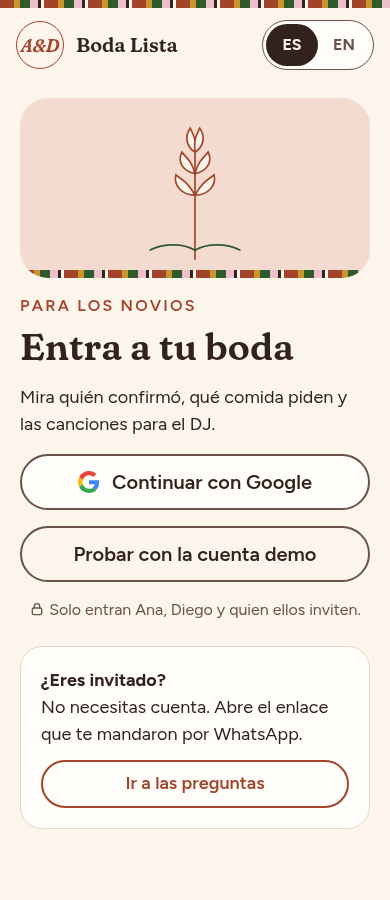 A&D
Boda Lista
ES
EN
PARA LOS NOVIOS
Entra a tu boda
Mira quién confirmó, qué comida piden y
las canciones para el DJ.
Continuar con Google
Probar con la cuenta demo
Solo entran Ana, Diego y quien ellos inviten.
¿Eres invitado?
No necesitas cuenta. Abre el enlace
que te mandaron por WhatsApp.
Ir a las preguntas